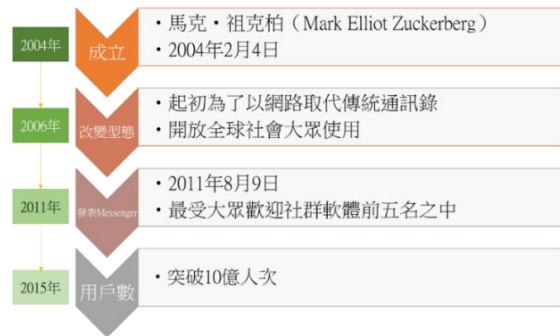 2004年
成立
・馬克・祖克柏（Mark Elliot Zuckerberg）
・2004年2月4日
2006年
改變型態
・起初為了以網路取代傳統通訊錄
・開放全球社會大眾使用
2011年
發表Messenger
・2011年8月9日
・最受大眾歡迎社群軟體前五名之中
2015年
用戶數
・突破10億人次